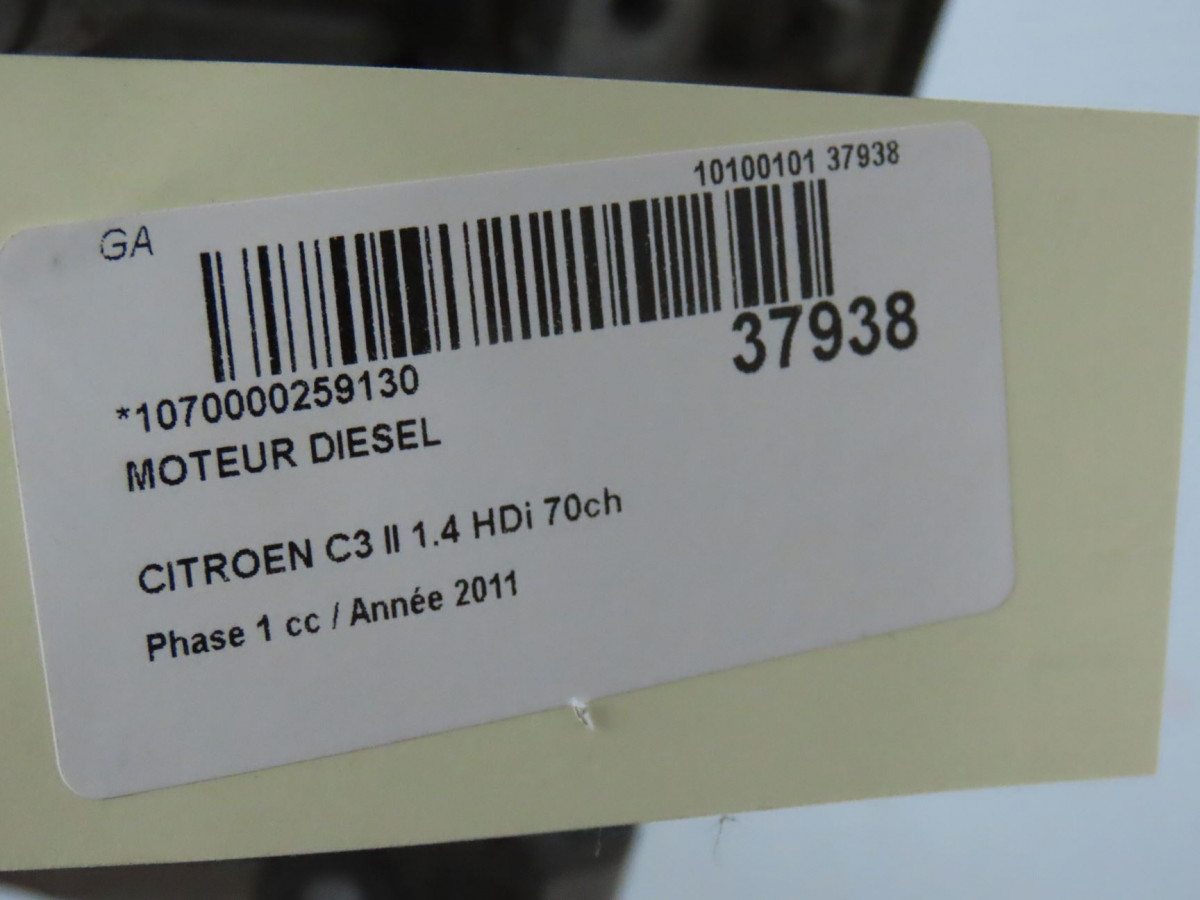 10100101 37938
GA
37938
*1070000259130
MOTEUR DIESEL
CITROEN C3 II 1.4 HDi 70ch
Phase 1 cc / Année 2011